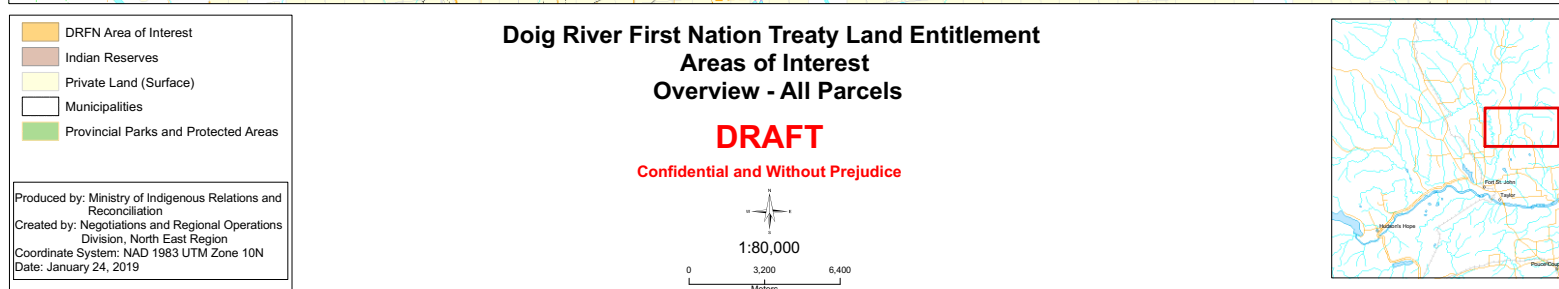 DRFN Area of Interest
Indian Reserves
Private Land (Surface)
Municipalities
Provincial Parks and Protected Areas
Produced by: Ministry of Indigenous Relations and
Reconciliation
Created by: Negotiations and Regional Operations
Division, North East Region
Coordinate System: NAD 1983 UTM Zone 10N
Date: January 24, 2019
Doig River First Nation Treaty Land Entitlement
Areas of Interest
Overview - All Parcels
DRAFT
Confidential and Without Prejudice
N
W E
S
1:80,000
0 3,200 6,400
Meters
Fort St. John
Taylor
Hudson's Hope